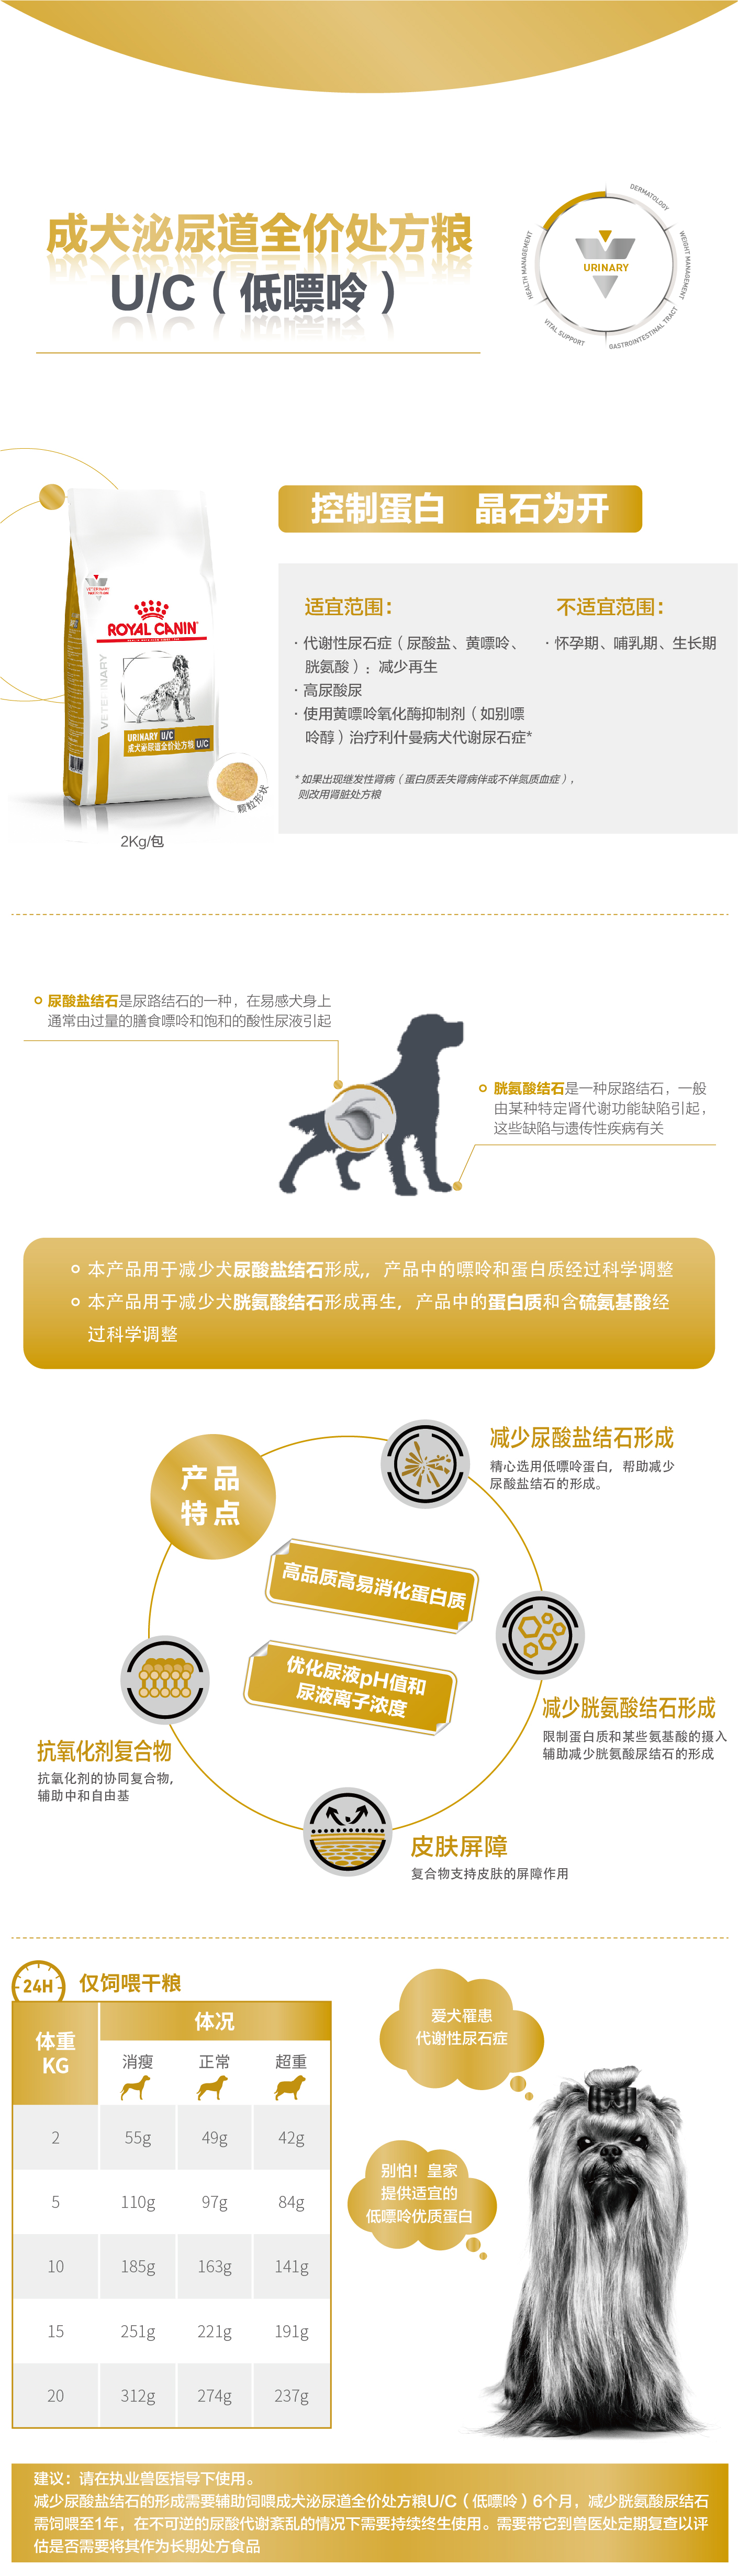 成犬泌尿道全价处方粮
U/C（低嘌呤）
DERMATOLOGY
WEIGHT MANAGEMENT
GASTROINTESTINAL TRACT
VITAL SUPPORT
HEALTH MANAGEMENT
URINARY
控制蛋白 晶石为开
VETERINARY
ROYAL CANIN
VETERINARY
URINARY U/C
成犬泌尿道全价处方粮 U/C
颗粒形状
2Kg/包
适宜范围：
· 代谢性尿石症（尿酸盐、黄嘌呤、
胱氨酸）：减少再生
· 高尿酸尿
· 使用黄嘌呤氧化酶抑制剂（如别嘌
呤醇）治疗利什曼病犬代谢尿石症*
不适宜范围：
· 怀孕期、哺乳期、生长期
* 如果出现继发性肾病（蛋白质丢失肾病伴或不伴氮质血症），
则改用肾脏处方粮
尿酸盐结石是尿路结石的一种，在易感犬身上
通常由过量的膳食嘌呤和饱和的酸性尿液引起
胱氨酸结石是一种尿路结石，一般
由某种特定肾代谢功能缺陷引起，
这些缺陷与遗传性疾病有关
本产品用于减少犬尿酸盐结石形成,，产品中的嘌呤和蛋白质经过科学调整
本产品用于减少犬胱氨酸结石形成再生，产品中的蛋白质和含硫氨基酸经
过科学调整
产品
特点
减少尿酸盐结石形成
精心选用低嘌呤蛋白，帮助减少
尿酸盐结石的形成。
高品质高易消化蛋白质
优化尿液pH值和
尿液离子浓度
减少胱氨酸结石形成
限制蛋白质和某些氨基酸的摄入
辅助减少胱氨酸尿结石的形成
抗氧化剂复合物
抗氧化剂的协同复合物，
辅助中和自由基
皮肤屏障
复合物支持皮肤的屏障作用
24H 仅饲喂干粮
体重
KG
体况
消瘦 正常 超重
2 55g 49g 42g
5 110g 97g 84g
10 185g 163g 141g
15 251g 221g 191g
20 312g 274g 237g
爱犬罹患
代谢性尿石症
别怕！皇家
提供适宜的
低嘌呤优质蛋白
建议：请在执业兽医指导下使用。
减少尿酸盐结石的形成需要辅助饲喂成犬泌尿道全价处方粮U/C（低嘌呤）6个月，减少胱氨酸尿结石
需饲喂至1年，在不可逆的尿酸代谢紊乱的情况下需要持续终生使用。需要带它到兽医处定期复查以评
估是否需要将其作为长期处方食品